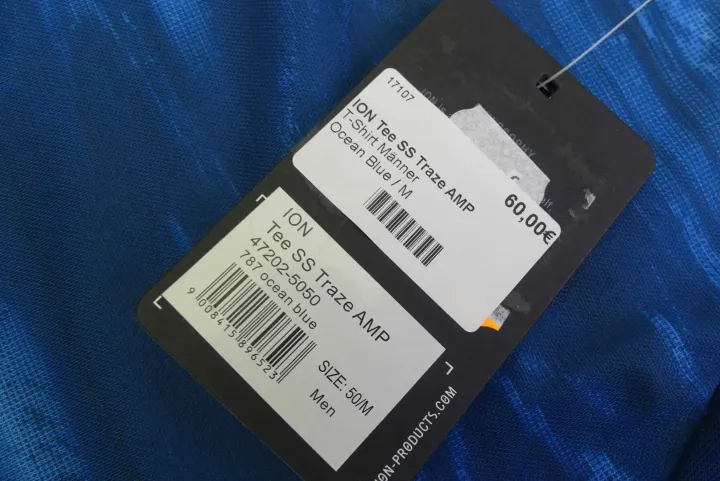 17107
ION Tee SS Traze AMP
T-Shirt Männer
Ocean Blue / M
60,00€
ION
Tee SS Traze AMP
47202-5050
787 ocean blue
9 008415 896523
SIZE: 50/M
Men
ION-PRODUCTS.COM